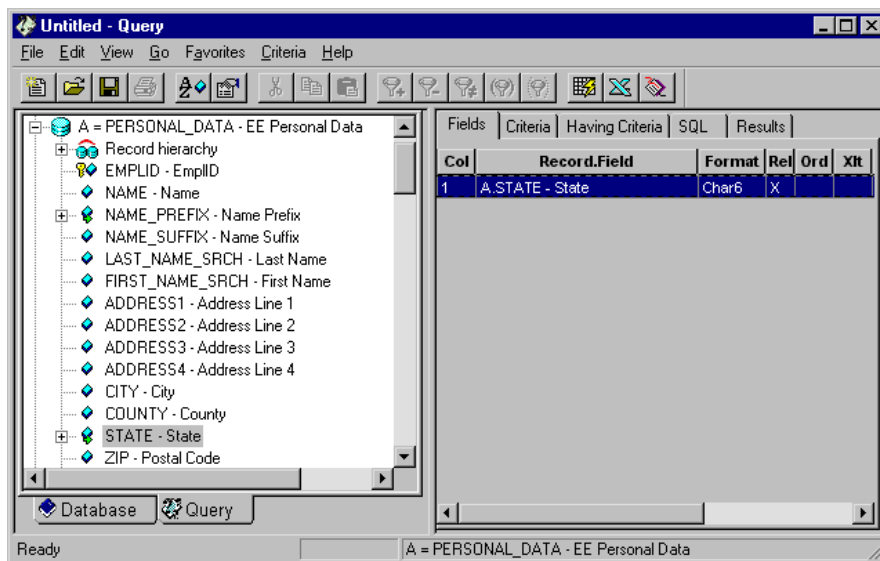 Untitled - Query
File Edit View Go Favorites Criteria Help
A = PERSONAL_DATA - EE Personal Data
Record hierarchy
EMPLID - EmplID
NAME - Name
NAME_PREFIX - Name Prefix
NAME_SUFFIX - Name Suffix
LAST_NAME_SRCH - Last Name
FIRST_NAME_SRCH - First Name
ADDRESS1 - Address Line 1
ADDRESS2 - Address Line 2
ADDRESS3 - Address Line 3
ADDRESS4 - Address Line 4
CITY - City
COUNTY - County
STATE - State
ZIP - Postal Code
Database Query
Fields Criteria Having Criteria SQL Results
Col Record.Field Format Rel Ord Xlt
1 A.STATE - State Char6 X
Ready A = PERSONAL_DATA - EE Personal Data